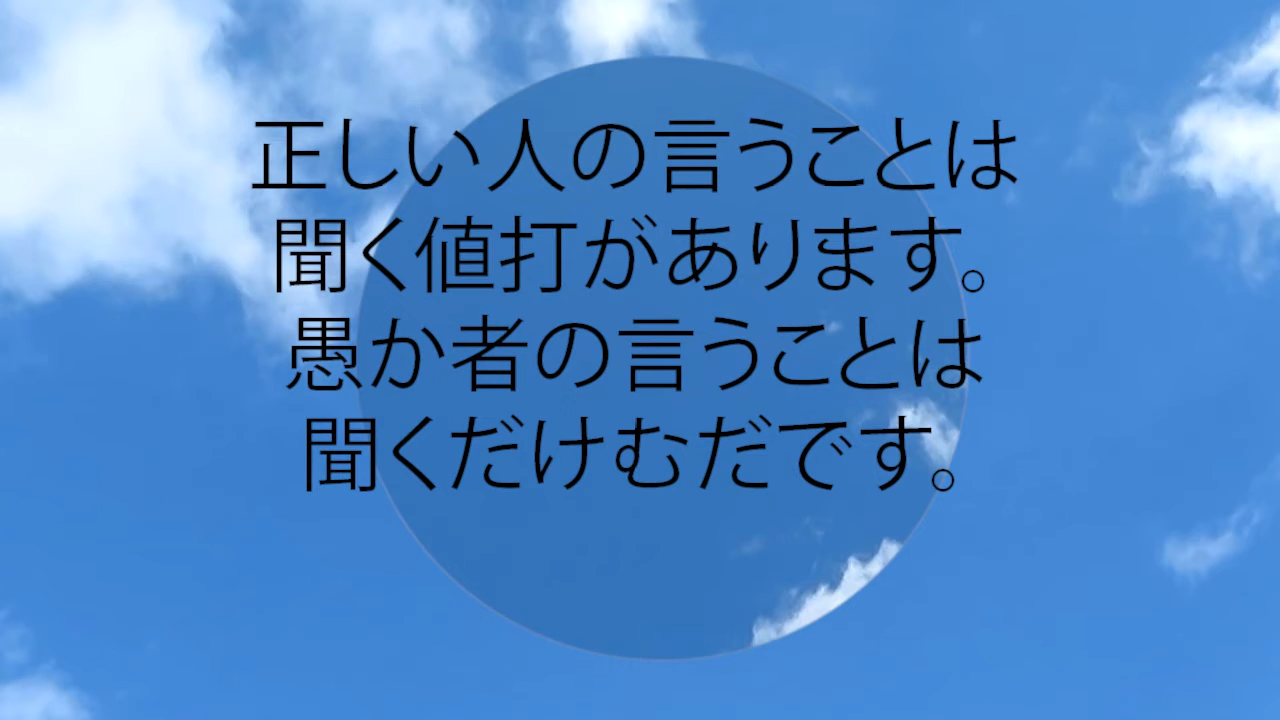 正しい人の言うことは
聞く値打があります。
愚か者の言うことは
聞くだけむだです。